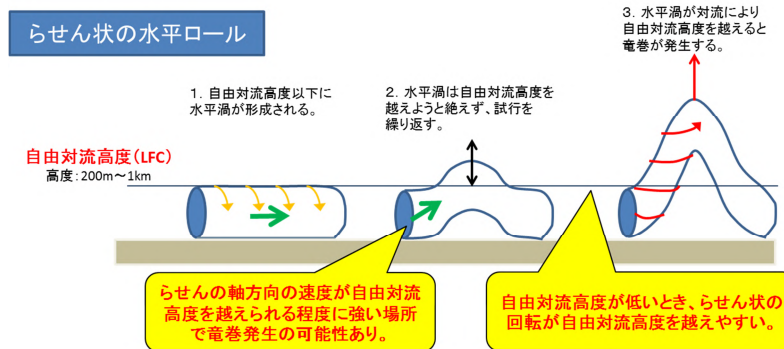 らせん状の水平ロール
1. 自由対流高度以下に
水平渦が形成される。
2. 水平渦は自由対流高度を
越えようと絶えず、試行を
繰り返す。
3. 水平渦が対流により
自由対流高度を越えると
竜巻が発生する。
自由対流高度(LFC)
高度:200m~1km
らせんの軸方向の速度が自由対流
高度を越えられる程度に強い場所
で竜巻発生の可能性あり。
自由対流高度が低いとき、らせん状の
回転が自由対流高度を越えやすい。